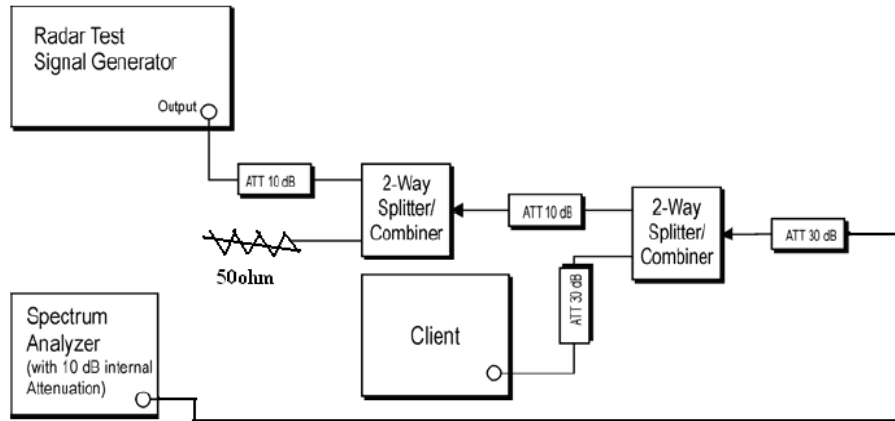 Radar Test
Signal Generator
Output
ATT 10 dB
2-Way
Splitter/
Combiner
ATT 10 dB
2-Way
Splitter/
Combiner
ATT 30 dB
50ohm
ATT 30 dB
Spectrum
Analyzer
(with 10 dB internal
Attenuation)
Client